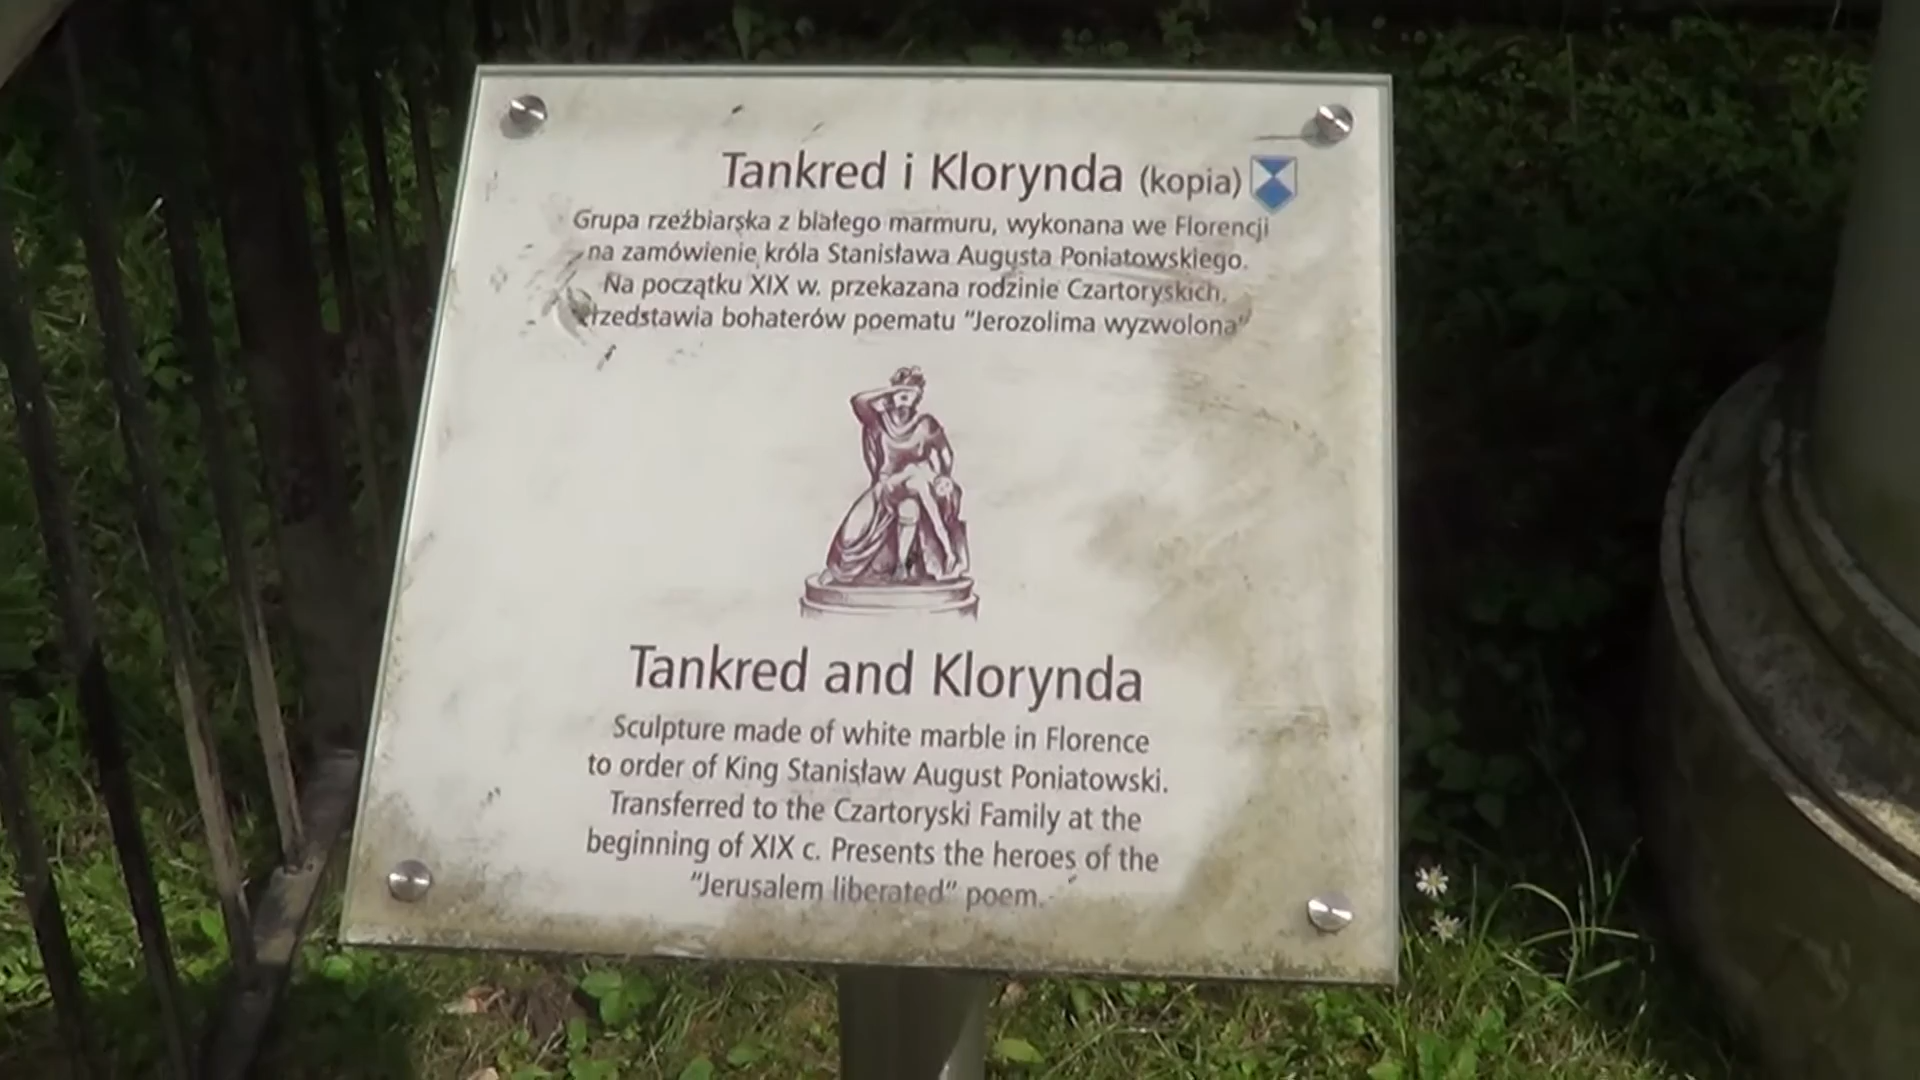 Tankred i Klorynda (kopia)
Grupa rzeźbiarska z białego marmuru, wykonana we Florencji
na zamówienie króla Stanisława Augusta Poniatowskiego.
Na początku XIX w. przekazana rodzinie Czartoryskich.
Przedstawia bohaterów poematu "Jerozolima wyzwolona"
Tankred and Klorynda
Sculpture made of white marble in Florence
to order of King Stanisław August Poniatowski.
Transferred to the Czartoryski Family at the
beginning of XIX c. Presents the heroes of the
"Jerusalem liberated" poem.